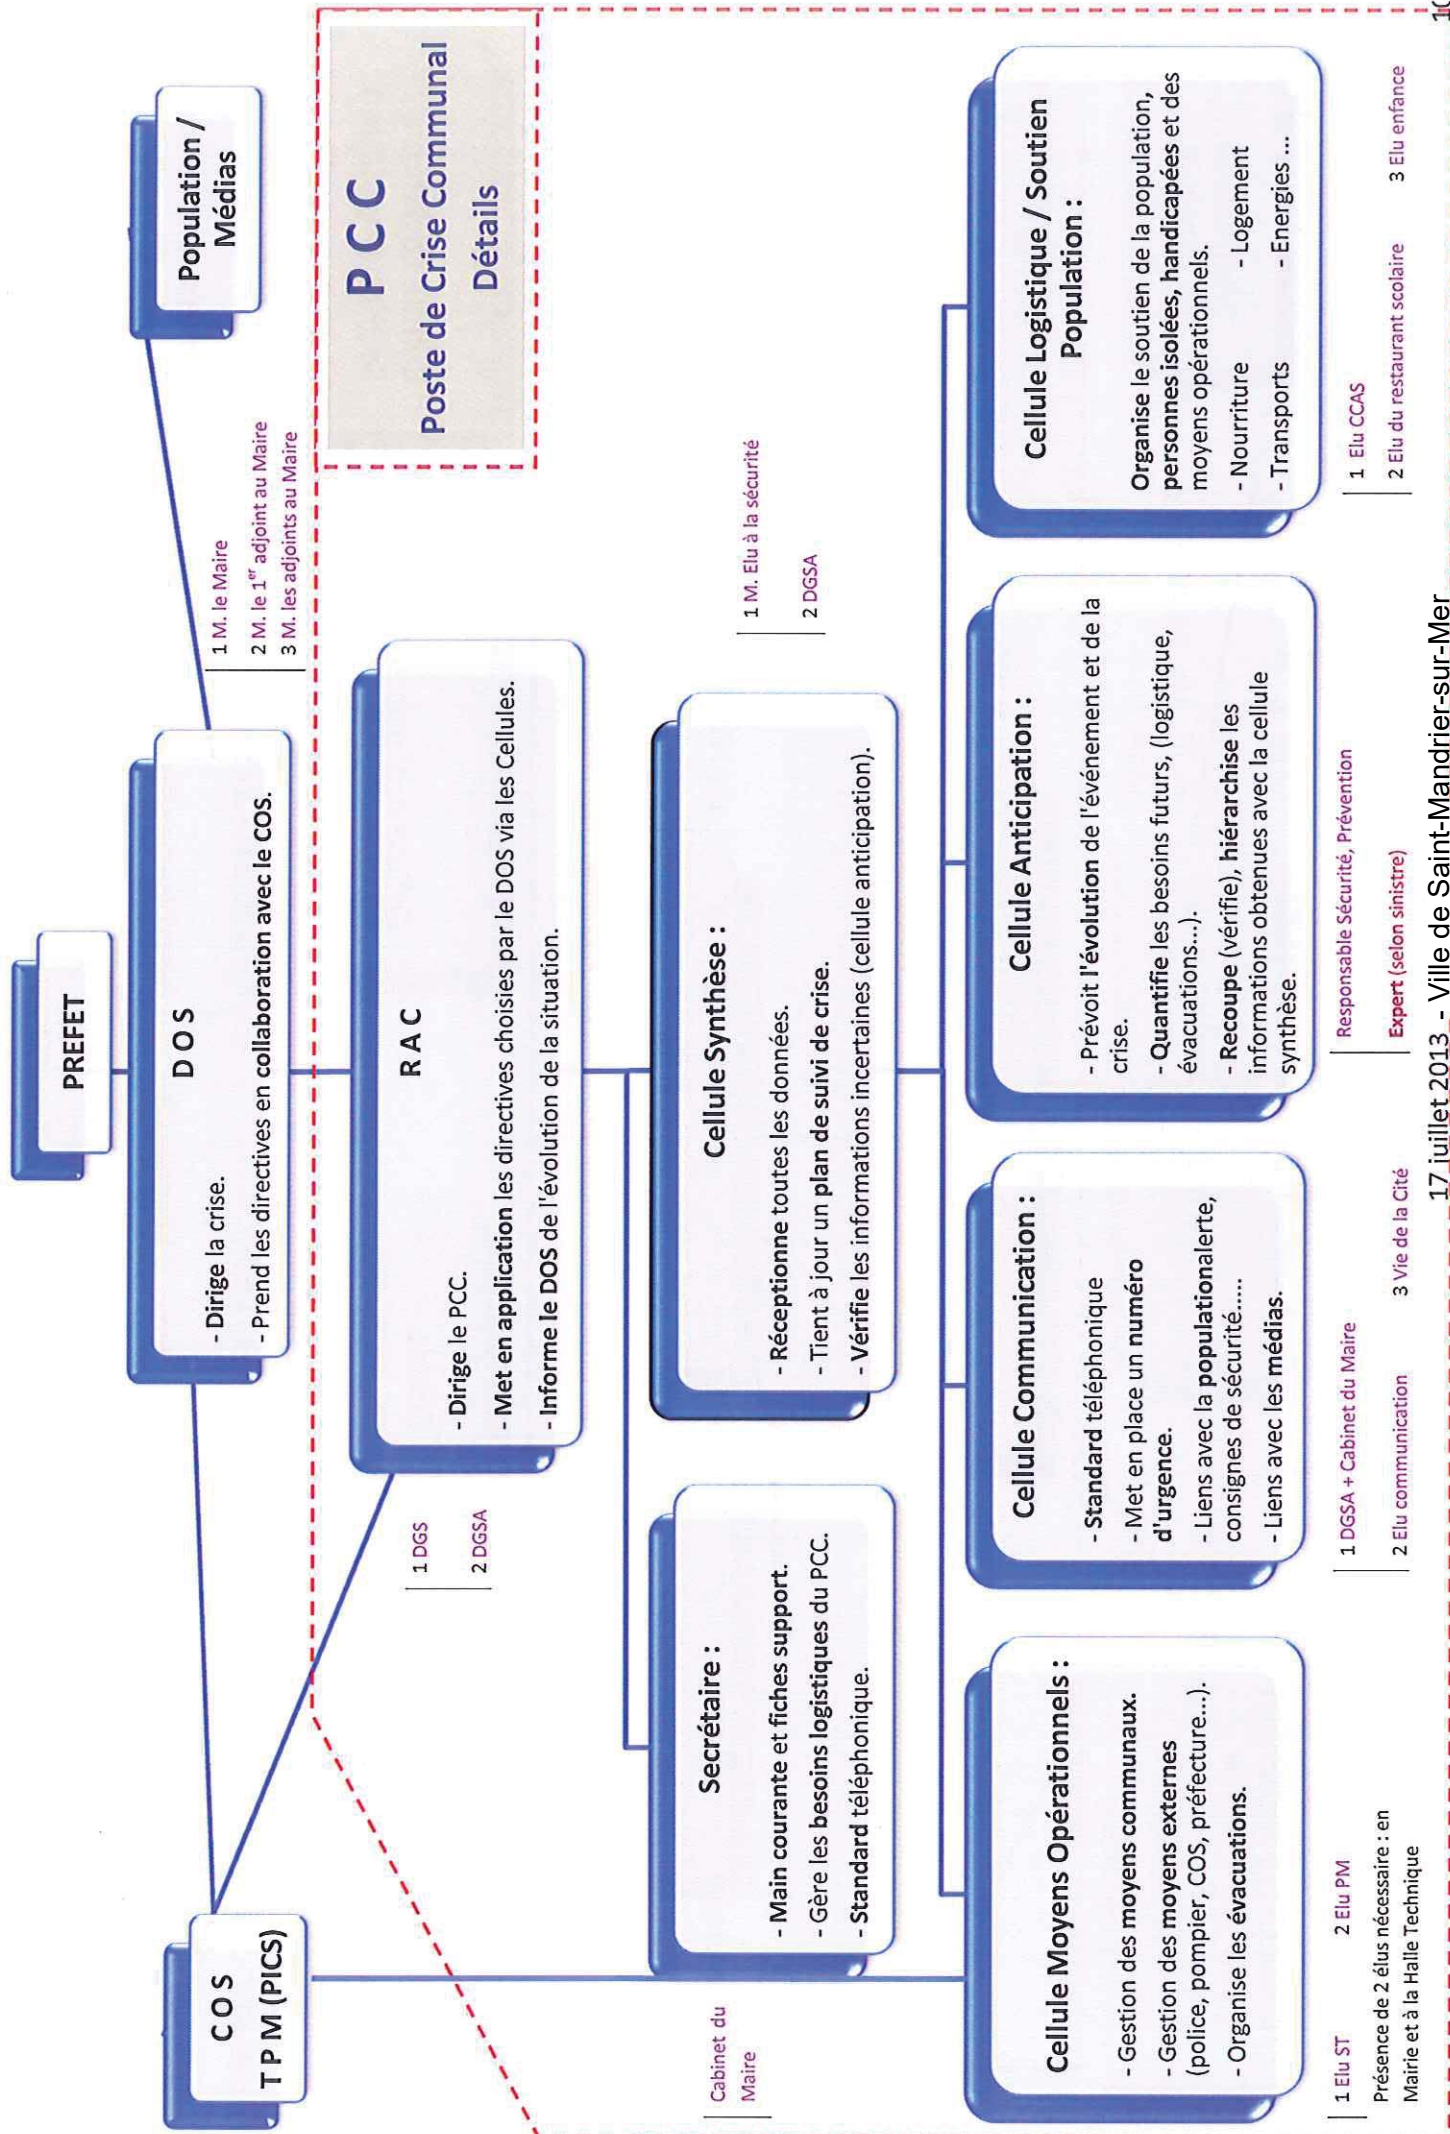 PREFET
Population /
Médias
COS
TPM (PICS)
DOS
- Dirige la crise.
- Prend les directives en collaboration avec le COS.
1 M. le Maire
2 M. le 1er adjoint au Maire
3 M. les adjoints au Maire
PCC
Poste de Crise Communal
Détails
RAC
- Dirige le PCC.
- Met en application les directives choisies par le DOS via les Cellules.
- Informe le DOS de l'évolution de la situation.
1 DGS
2 DGSA
Secrétaire :
- Main courante et fiches support.
- Gère les besoins logistiques du PCC.
- Standard téléphonique.
Cabinet du
Maire
Cellule Synthèse :
- Réceptionne toutes les données.
- Tient à jour un plan de suivi de crise.
- Vérifie les informations incertaines (cellule anticipation).
1 M. Elu à la sécurité
2 DGSA
Cellule Moyens Opérationnels :
- Gestion des moyens communaux.
- Gestion des moyens externes
(police, pompier, COS, préfecture...).
- Organise les évacuations.
1 Elu ST 2 Elu PM
Présence de 2 élus nécessaire : en
Mairie et à la Halle Technique
Cellule Communication :
- Standard téléphonique
- Met en place un numéro
d'urgence.
- Liens avec la populationalerte,
consignes de sécurité.....
- Liens avec les médias.
1 DGSA + Cabinet du Maire
2 Elu communication 3 Vie de la Cité
Cellule Anticipation :
- Prévoit l'évolution de l'événement et de la
crise.
- Quantifie les besoins futurs, (logistique,
évacuations...).
- Recoupe (vérifie), hiérarchise les
informations obtenues avec la cellule
synthèse.
Responsable Sécurité, Prévention
Expert (selon sinistre)
Cellule Logistique / Soutien
Population :
Organise le soutien de la population,
personnes isolées, handicapées et des
moyens opérationnels.
- Nourriture - Logement
- Transports - Energies ...
1 Elu CCAS
2 Elu du restaurant scolaire 3 Elu enfance
17 juillet 2013 - Ville de Saint-Mandrier-sur-Mer